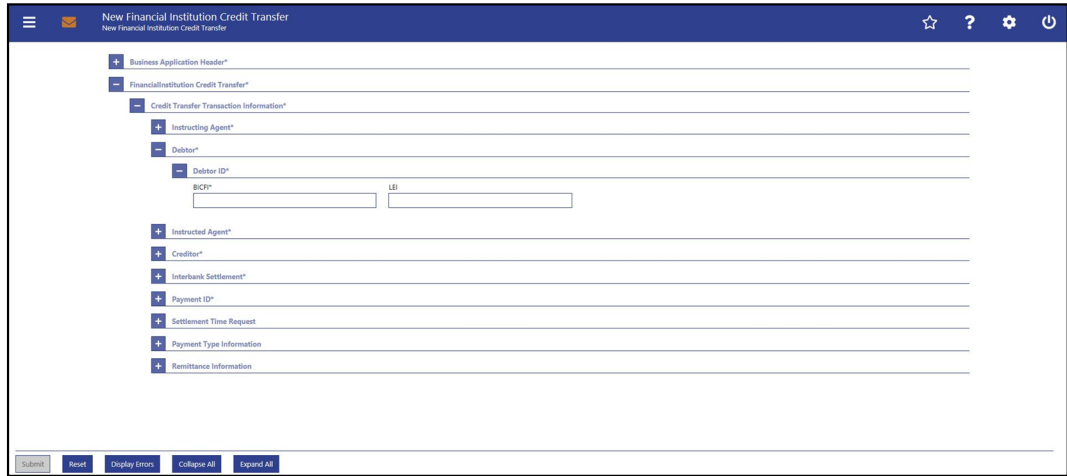 New Financial Institution Credit Transfer
New Financial Institution Credit Transfer
Business Application Header*
FinancialInstitution Credit Transfer*
Credit Transfer Transaction Information*
Instructing Agent*
Debtor*
Debtor ID*
BICFI* LEI
Instructed Agent*
Creditor*
Interbank Settlement*
Payment ID*
Settlement Time Request
Payment Type Information
Remittance Information
Submit Reset Display Errors Collapse All Expand All